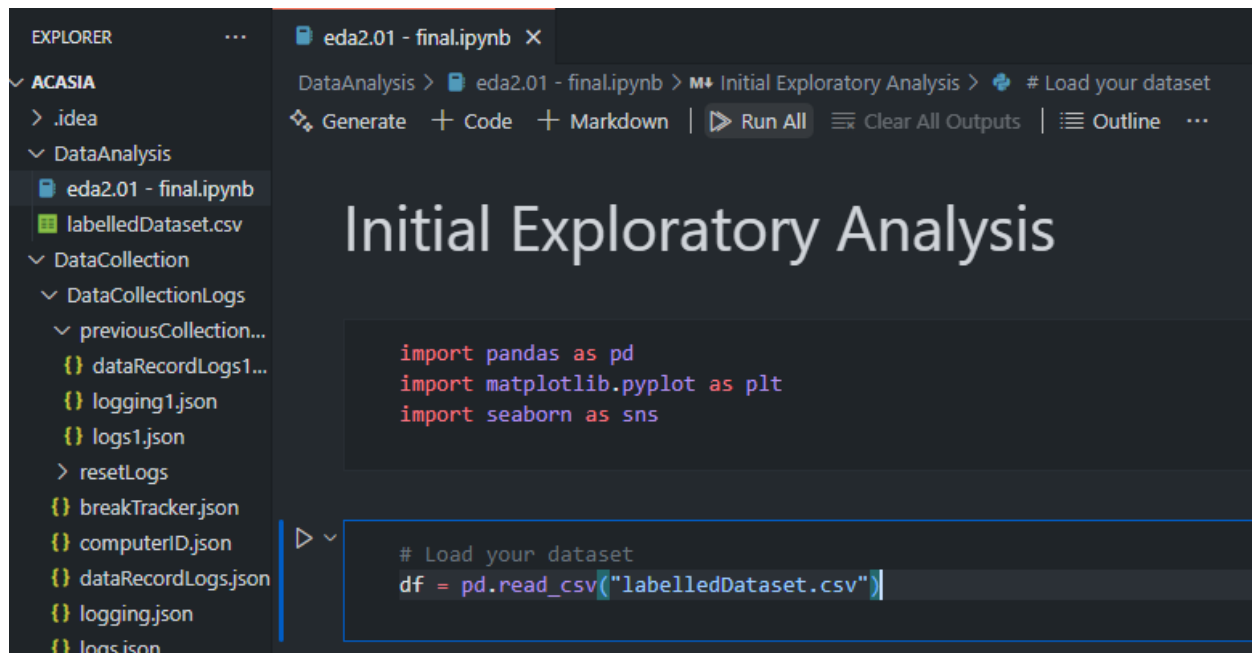 EXPLORER ...
ACASIA
.idea
DataAnalysis
eda2.01 - final.ipynb
labelledDataset.csv
DataCollection
DataCollectionLogs
previousCollection...
dataRecordLogs1...
logging1.json
logs1.json
resetLogs
breakTracker.json
computerID.json
dataRecordLogs.json
logging.json
logs.json
eda2.01 - final.ipynb
DataAnalysis > eda2.01 - final.ipynb > M↓ Initial Exploratory Analysis > # Load your dataset
Generate + Code + Markdown | Run All Clear All Outputs | Outline ...
Initial Exploratory Analysis
import pandas as pd
import matplotlib.pyplot as plt
import seaborn as sns
# Load your dataset
df = pd.read_csv("labelledDataset.csv")